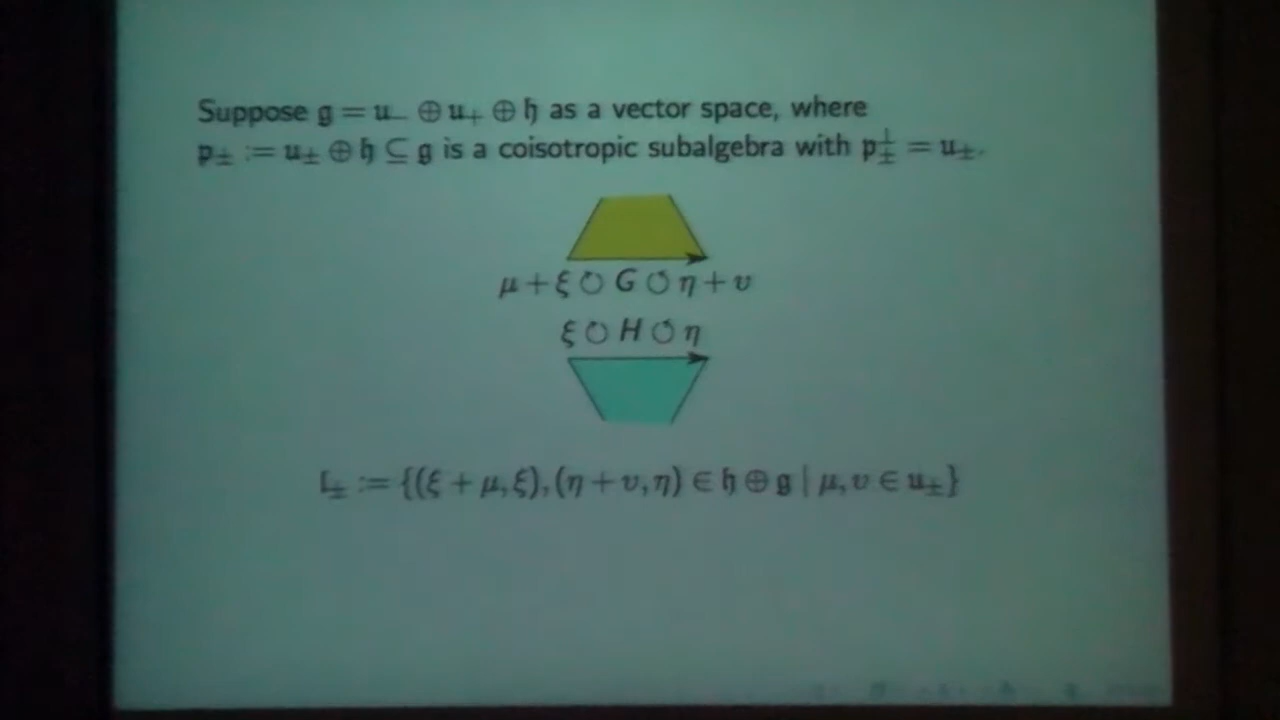 Suppose 𝔤 = 𝔲₋ ⊕ 𝔲₊ ⊕ 𝔥 as a vector space, where
𝔭± := 𝔲± ⊕ 𝔥 ⊆ 𝔤 is a coisotropic subalgebra with 𝔭±^⊥ = 𝔲±.
μ + ξ ↻ G ↺ η + υ
ξ ↻ H ↺ η
𝔩± := {(ξ + μ, ξ), (η + υ, η) ∈ 𝔥 ⊕ 𝔤 | μ, υ ∈ 𝔲±}